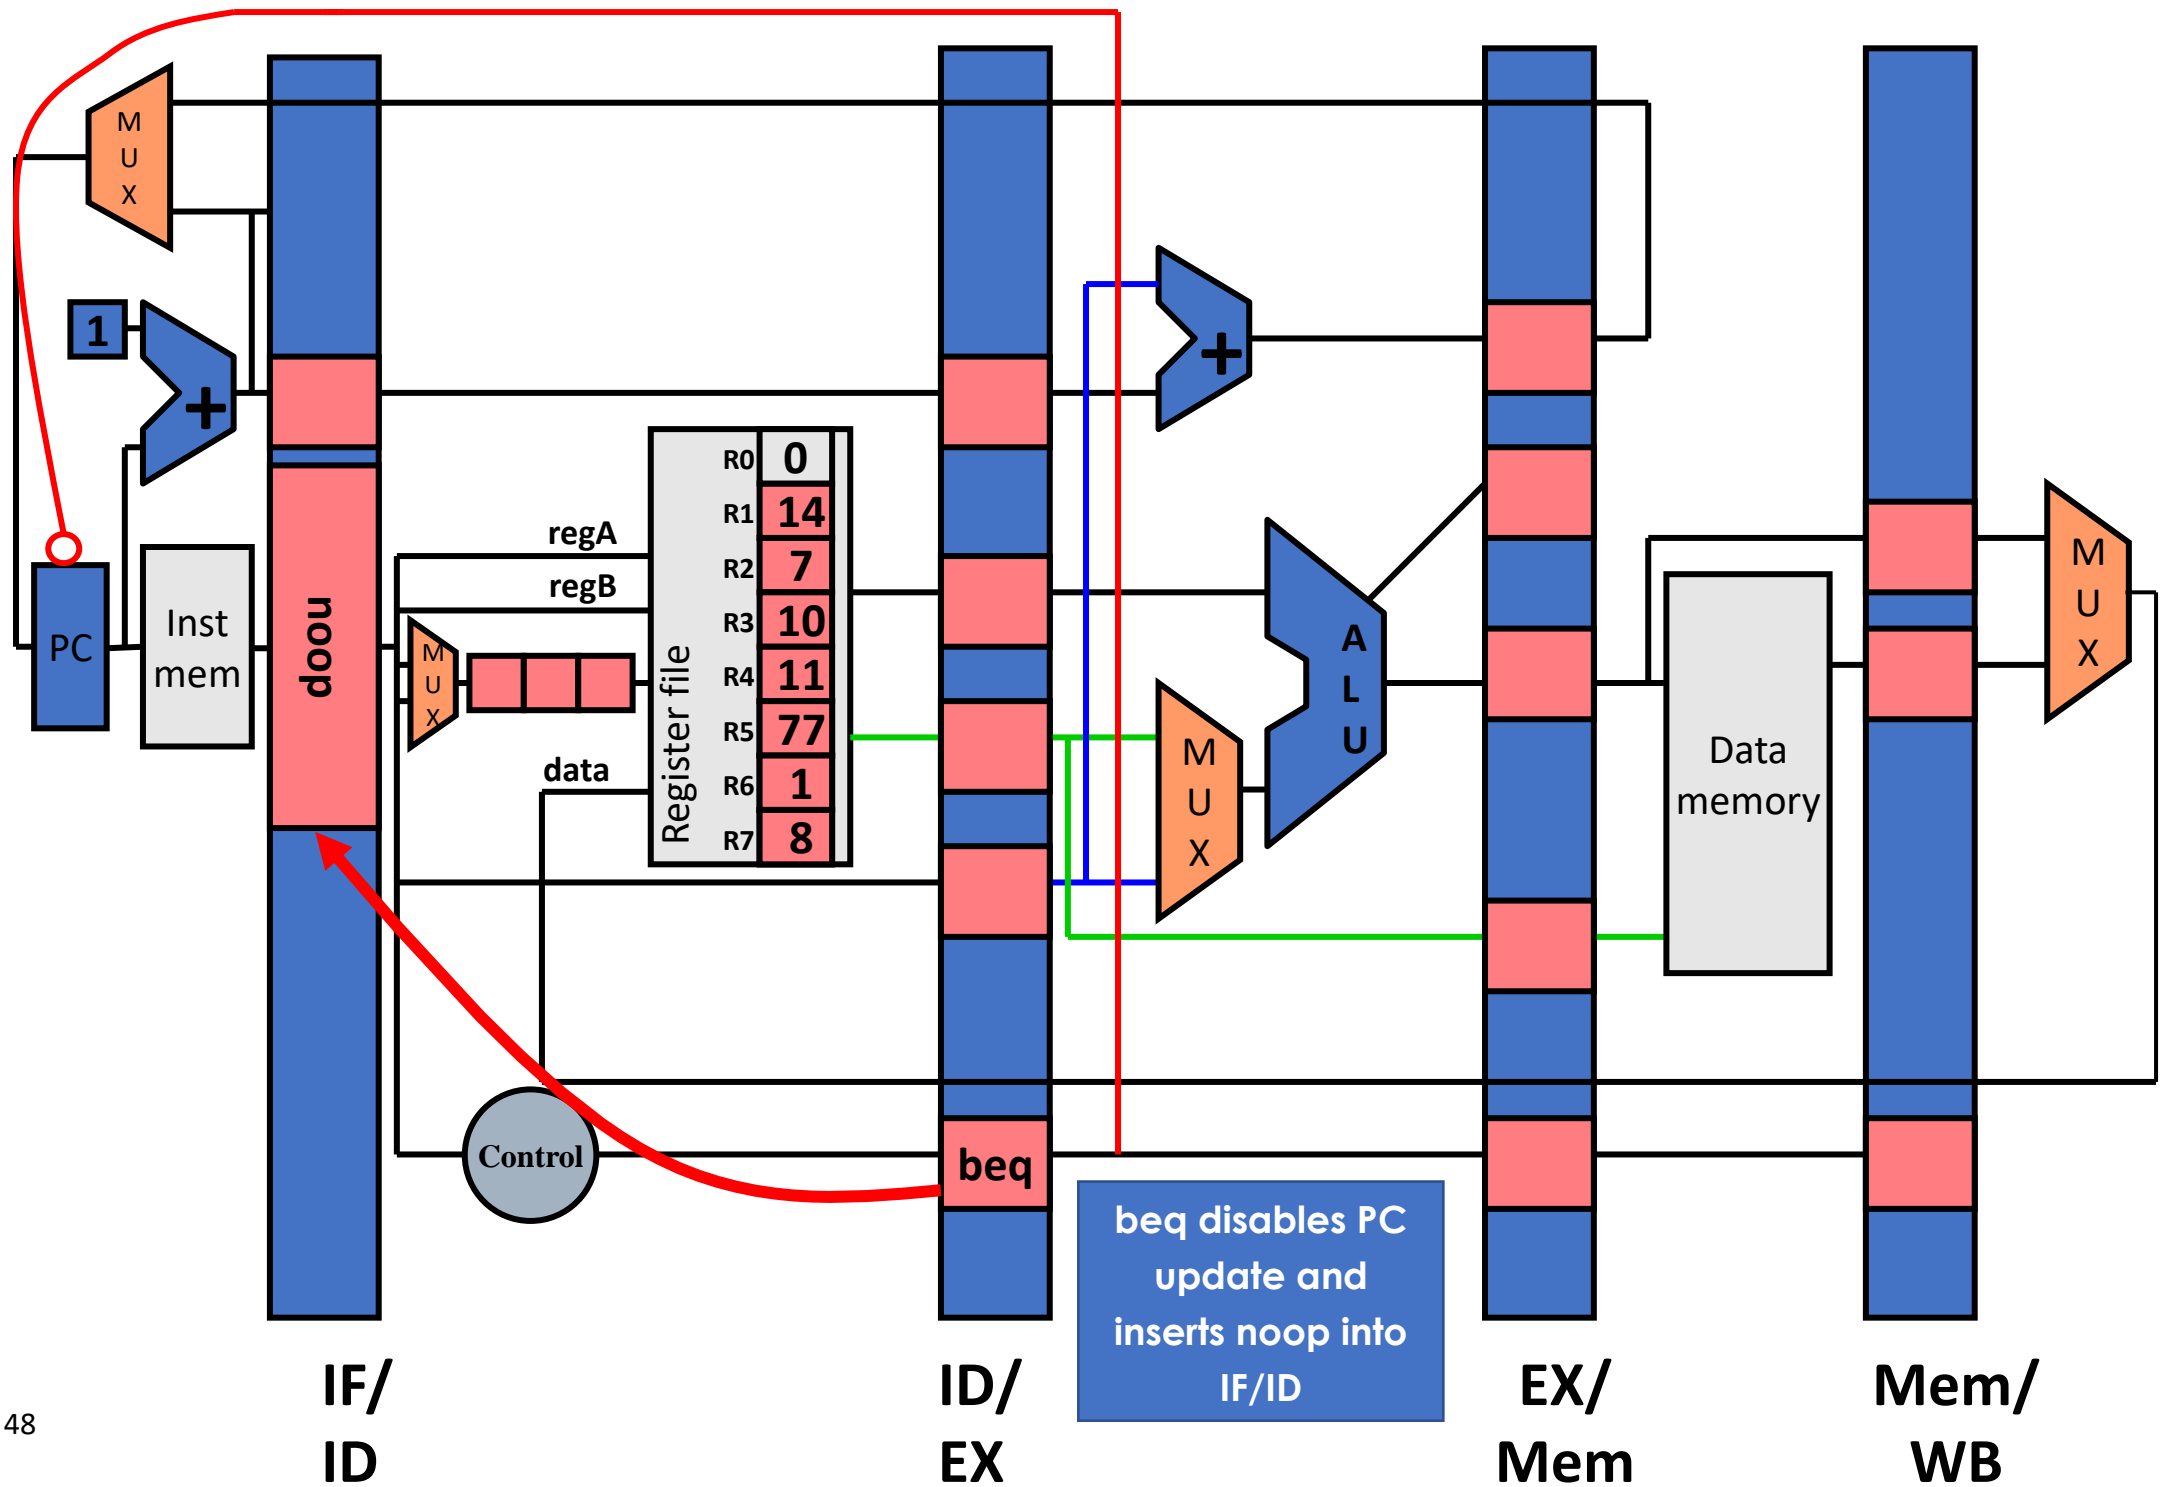 M
U
X
1
+
+
R0 0
R1 14
R2 7
R3 10
R4 11
R5 77
R6 1
R7 8
regA
regB
data
Register file
PC
Inst
mem
noop
M
U
X
M
U
X
A
L
U
Data
memory
M
U
X
Control
beq
beq disables PC
update and
inserts noop into
IF/ID
IF/
ID
ID/
EX
EX/
Mem
Mem/
WB
48